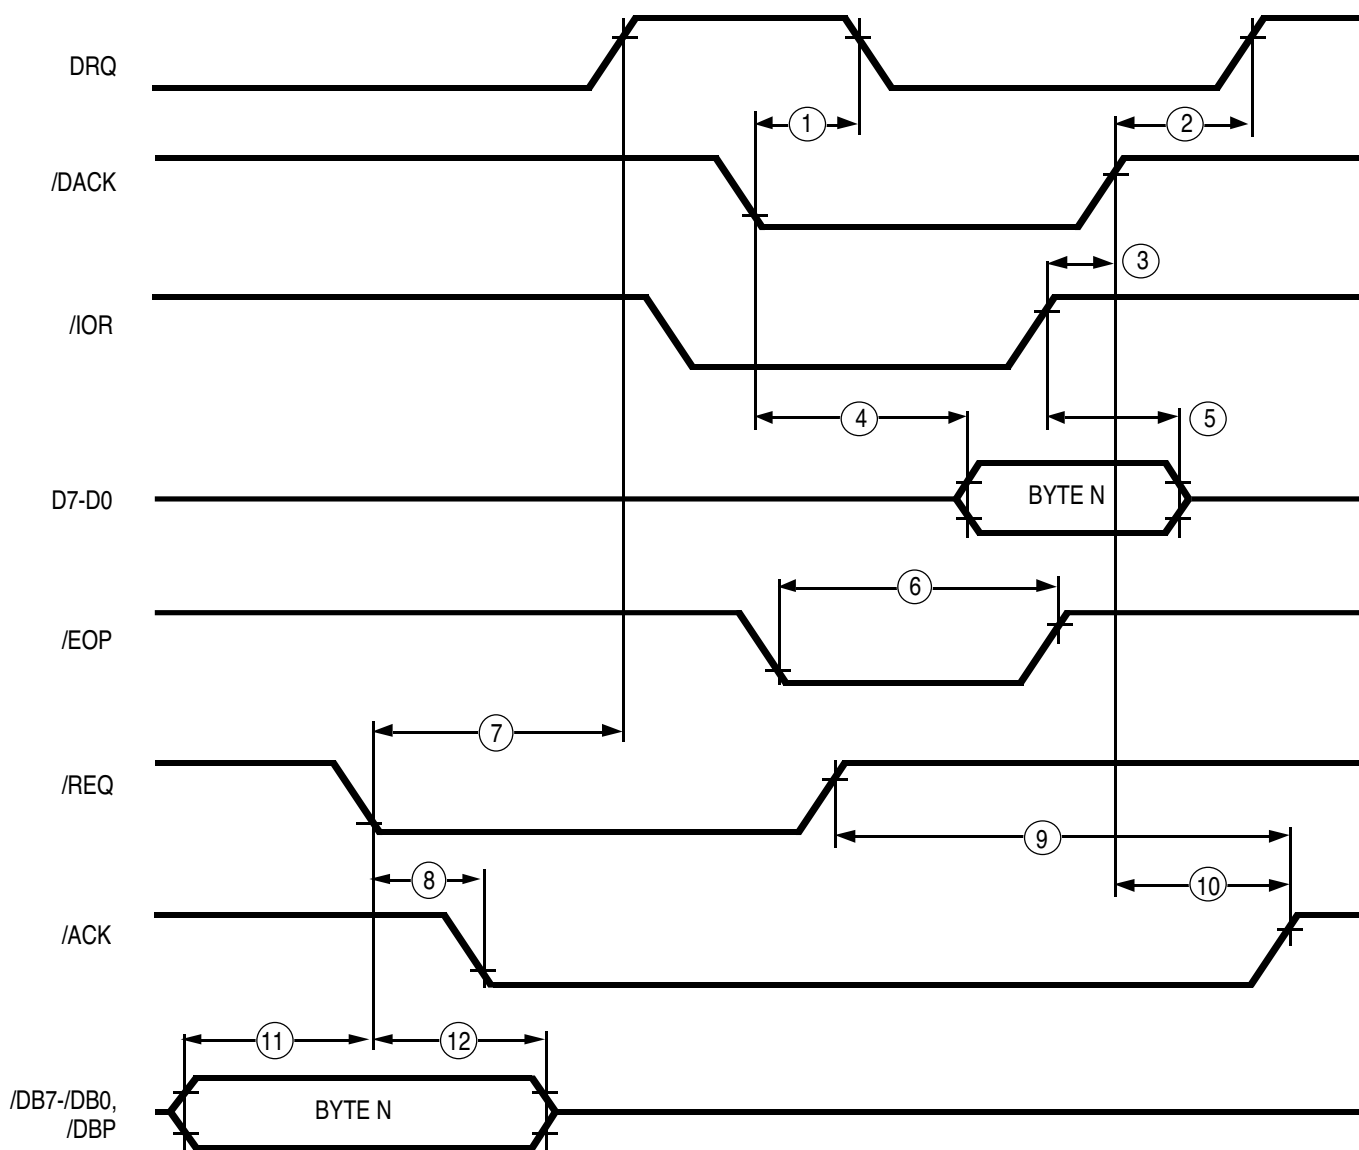 DRQ
1
2
/DACK
3
/IOR
4
5
D7-D0
BYTE N
6
/EOP
7
/REQ
9
8
10
/ACK
11
12
/DB7-/DB0,
/DBP
BYTE N